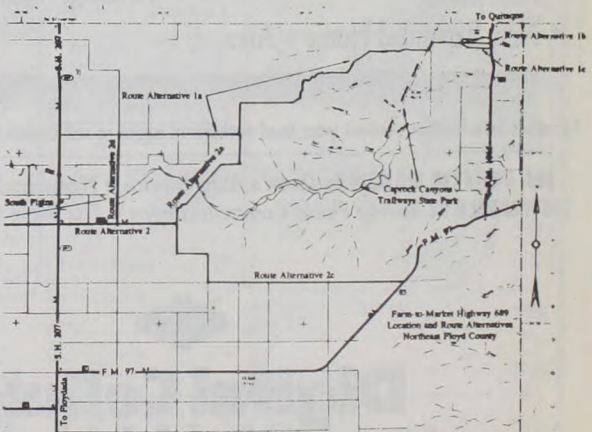 To Quitaque
Route Alternative 1b
S.H. 207
Route Alternative 1c
Route Alternative 1a
Route Alternative 2d
Route Alternative 2a
Caprock Canyons
Trailways State Park
South Plains
Route Alternative 2
F.M. 97
Route Alternative 2c
Farm-to-Market Highway 689
Location and Route Alternatives
Northeast Floyd County
S.H. 207
F.M. 97
To Floydada